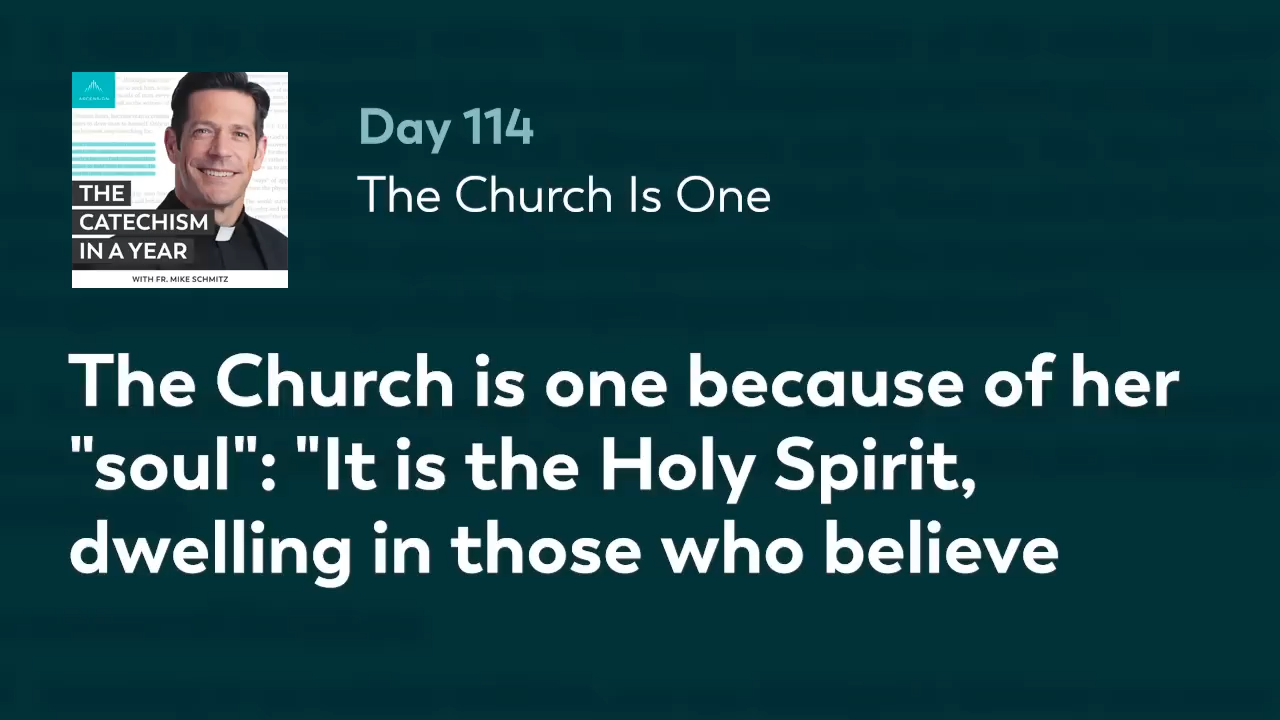 ASCENSION
THE
CATECHISM
IN A YEAR
WITH FR. MIKE SCHMITZ
Day 114
The Church Is One
The Church is one because of her
"soul": "It is the Holy Spirit,
dwelling in those who believe